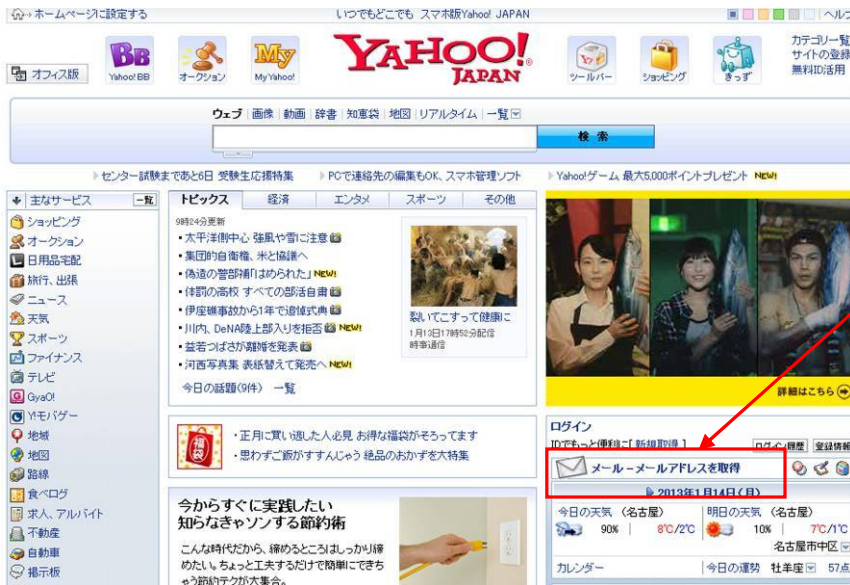 ホームページに設定する
いつでもどこでも スマホ版Yahoo! JAPAN
ヘルプ
オフィス版
Yahoo! BB
オークション
My Yahoo!
YAHOO!
JAPAN
ツールバー
ショッピング
きっず
カテゴリー一覧
サイトの登録
無料ID活用
ウェブ | 画像 | 動画 | 辞書 | 知恵袋 | 地図 | リアルタイム | 一覧
検索
センター試験まであと6日 受験生応援特集
PCで連絡先の編集もOK、スマホ管理ソフト
Yahoo!ゲーム 最大5,000ポイントプレゼント NEW!
主なサービス 一覧
ショッピング
オークション
日用品宅配
旅行、出張
ニュース
天気
スポーツ
ファイナンス
テレビ
GyaO!
Y!モバゲー
地域
地図
路線
食べログ
求人、アルバイト
不動産
自動車
掲示板
トピックス 経済 エンタメ スポーツ その他
9時24分更新
・太平洋側中心 強風や雪に注意
・集団的自衛権、米と協議へ
・偽造の警部補「はめられた」 NEW!
・体罰の高校 すべての部活自粛
・伊座礁事故から1年で追悼式典
・川内、DeNA陸上部入りを拒否 NEW!
・益若つばさが離婚を発表
・河西写真集 表紙替えて発売へ NEW!
今日の話題(9件) 一覧
裂いてこすって健康に
1月13日17時52分配信
時事通信
福袋
・正月に買い逃した人必見 お得な福袋がそろってます
・思わずご飯がすすんじゃう 絶品のおかずを大特集
今からすぐに実践したい
知らなきゃソンする節約術
こんな時代だから、締めるところはしっかり締
めたい。ちょっと工夫するだけで簡単にできち
ゃう節約テクが大集合。
詳細はこちら
ログイン
IDでもっと便利に[ 新規取得 ]
ログイン履歴 登録情報
メール - メールアドレスを取得
2013年1月14日(月)
今日の天気 (名古屋) 明日の天気 (名古屋)
90% | 8℃/2℃ 10% | 7℃/1℃
名古屋市中区
カレンダー 今日の運勢 牡羊座 57点